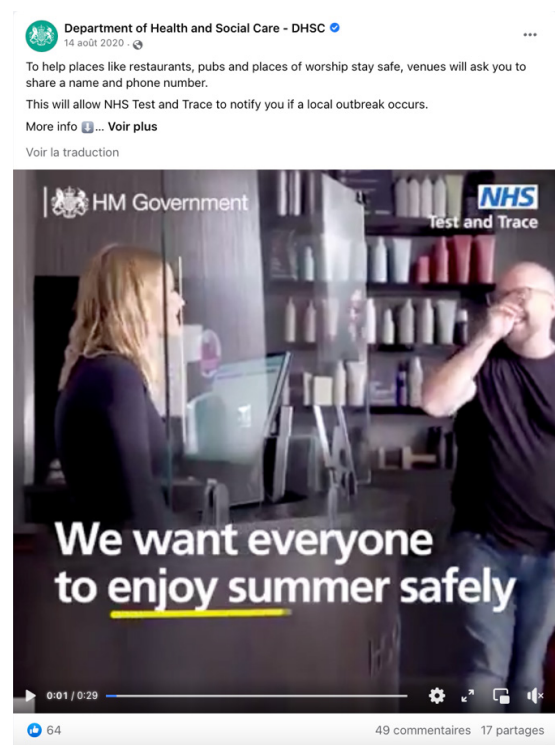 Department of Health and Social Care - DHSC
14 août 2020 ·
To help places like restaurants, pubs and places of worship stay safe, venues will ask you to
share a name and phone number.
This will allow NHS Test and Trace to notify you if a local outbreak occurs.
More info ⬇️... Voir plus
Voir la traduction
HM Government
NHS
Test and Trace
We want everyone
to enjoy summer safely
0:01 / 0:29
64
49 commentaires 17 partages